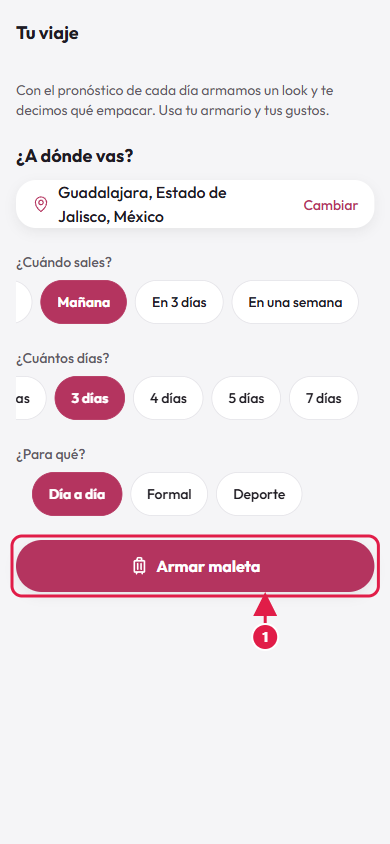 Tu viaje
Con el pronóstico de cada día armamos un look y te
decimos qué empacar. Usa tu armario y tus gustos.
¿A dónde vas?
Guadalajara, Estado de
Jalisco, México
Cambiar
¿Cuándo sales?
Mañana En 3 días En una semana
¿Cuántos días?
as 3 días 4 días 5 días 7 días
¿Para qué?
Día a día Formal Deporte
Armar maleta
1